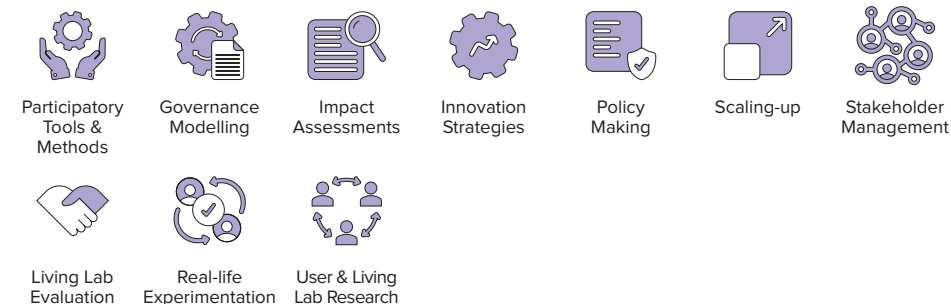 Participatory
Tools &
Methods
Governance
Modelling
Impact
Assessments
Innovation
Strategies
Policy
Making
Scaling-up
Stakeholder
Management
Living Lab
Evaluation
Real-life
Experimentation
User & Living
Lab Research